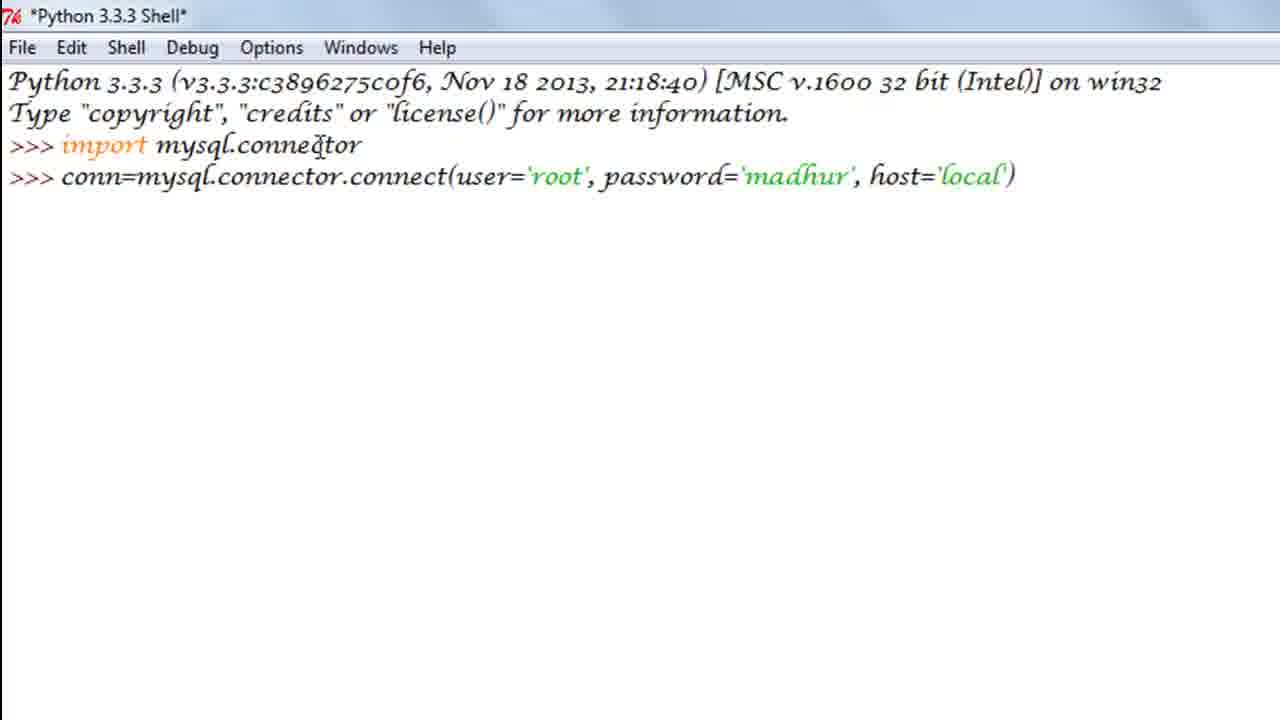 *Python 3.3.3 Shell*
File Edit Shell Debug Options Windows Help
Python 3.3.3 (v3.3.3:c3896275c0f6, Nov 18 2013, 21:18:40) [MSC v.1600 32 bit (Intel)] on win32
Type "copyright", "credits" or "license()" for more information.
>>> import mysql.connector
>>> conn=mysql.connector.connect(user='root', password='madhur', host='local')